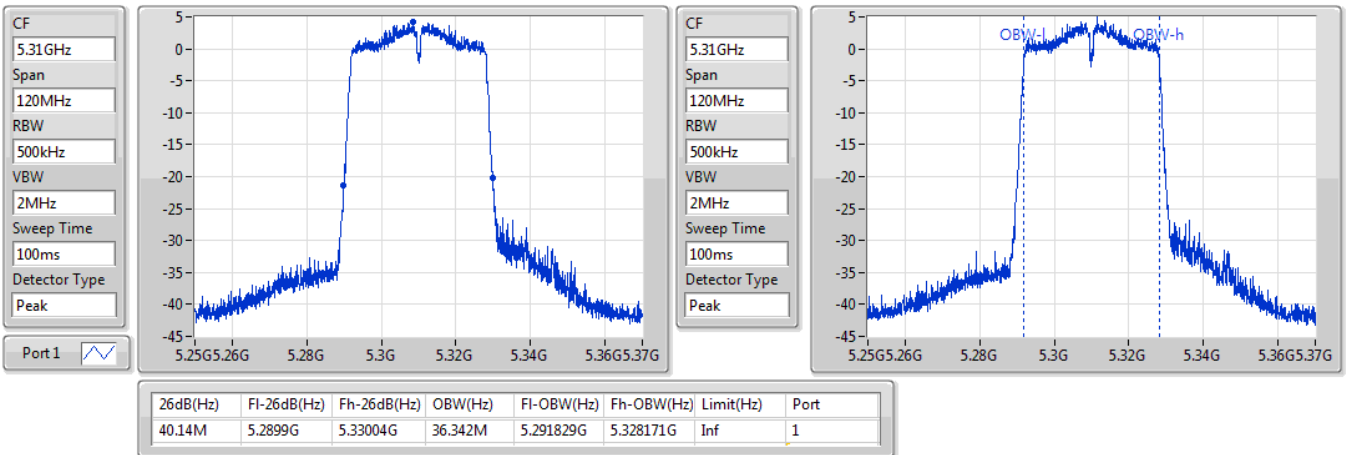 CF
5.31GHz
Span
120MHz
RBW
500kHz
VBW
2MHz
Sweep Time
100ms
Detector Type
Peak
Port 1
5
0
-5
-10
-15
-20
-25
-30
-35
-40
-45
5.25G 5.26G 5.28G 5.3G 5.32G 5.34G 5.36G 5.37G
CF
5.31GHz
Span
120MHz
RBW
500kHz
VBW
2MHz
Sweep Time
100ms
Detector Type
Peak
5
0
-5
-10
-15
-20
-25
-30
-35
-40
-45
OBW-l OBW-h
5.25G 5.26G 5.28G 5.3G 5.32G 5.34G 5.36G 5.37G
26dB(Hz) Fl-26dB(Hz) Fh-26dB(Hz) OBW(Hz) Fl-OBW(Hz) Fh-OBW(Hz) Limit(Hz) Port
40.14M 5.2899G 5.33004G 36.342M 5.291829G 5.328171G Inf 1